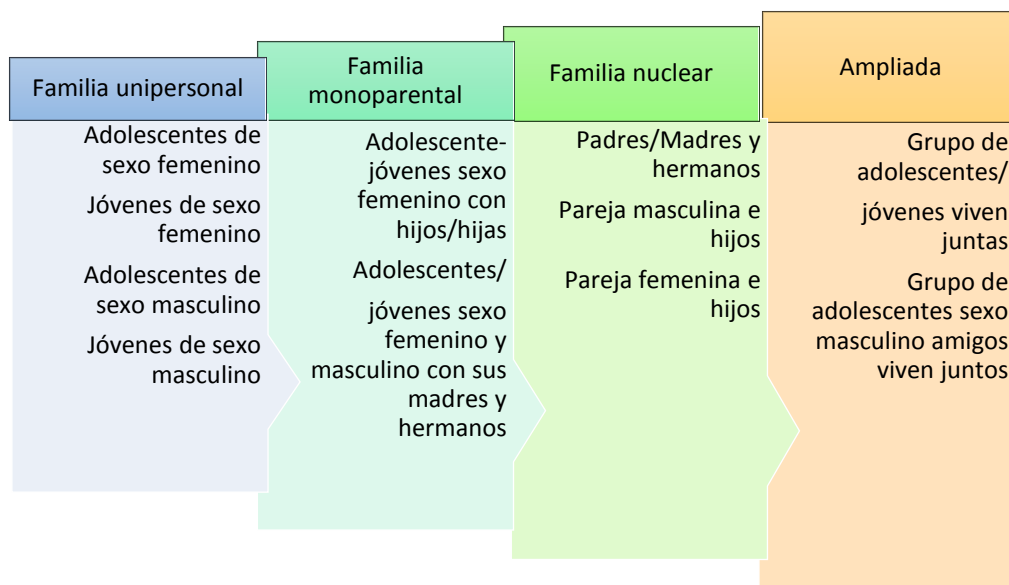 Familia unipersonal
Adolescentes de
sexo femenino
Jóvenes de sexo
femenino
Adolescentes de
sexo masculino
Jóvenes de sexo
masculino
Familia
monoparental
Adolescente-
jóvenes sexo
femenino con
hijos/hijas
Adolescentes/
jóvenes sexo
femenino y
masculino con sus
madres y
hermanos
Familia nuclear
Padres/Madres y
hermanos
Pareja masculina e
hijos
Pareja femenina e
hijos
Ampliada
Grupo de
adolescentes/
jóvenes viven
juntas
Grupo de
adolescentes sexo
masculino amigos
viven juntos